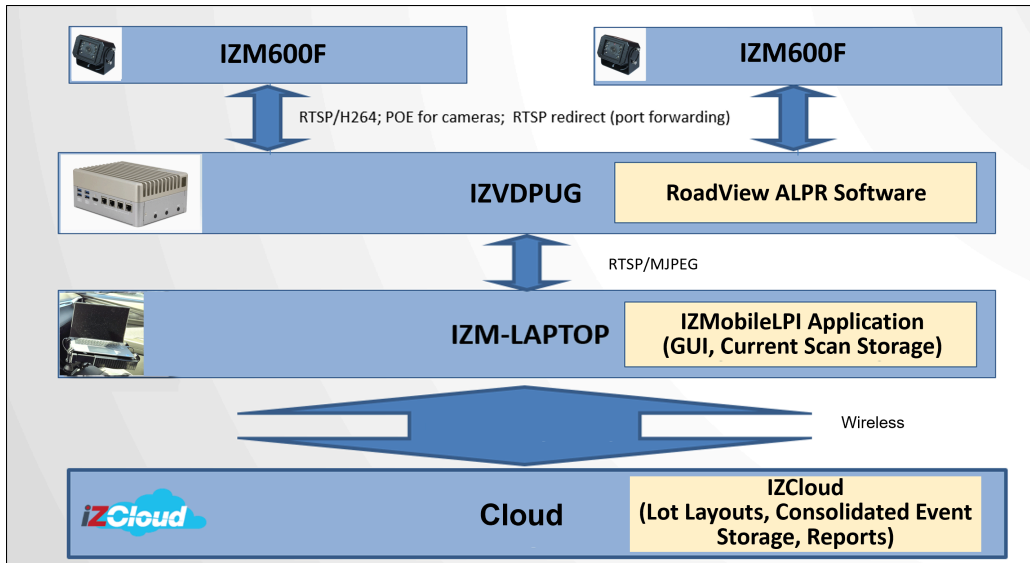 IZM600F
IZM600F
RTSP/H264; POE for cameras; RTSP redirect (port forwarding)
IZVDPUG
RoadView ALPR Software
RTSP/MJPEG
IZM-LAPTOP
IZMobileLPI Application
(GUI, Current Scan Storage)
Wireless
iZCloud
Cloud
IZCloud
(Lot Layouts, Consolidated Event
Storage, Reports)